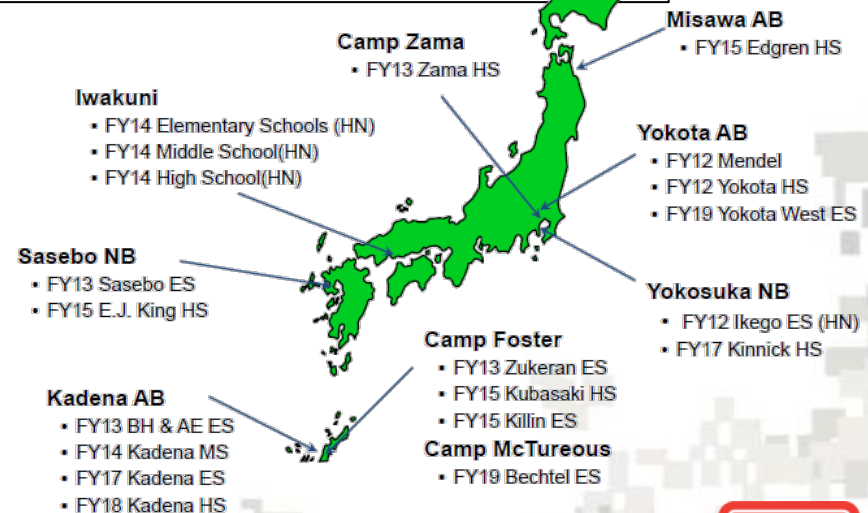 Misawa AB
▪ FY15 Edgren HS
Camp Zama
▪ FY13 Zama HS
Iwakuni
▪ FY14 Elementary Schools (HN)
▪ FY14 Middle School(HN)
▪ FY14 High School(HN)
Yokota AB
▪ FY12 Mendel
▪ FY12 Yokota HS
▪ FY19 Yokota West ES
Sasebo NB
▪ FY13 Sasebo ES
▪ FY15 E.J. King HS
Yokosuka NB
▪ FY12 Ikego ES (HN)
▪ FY17 Kinnick HS
Camp Foster
▪ FY13 Zukeran ES
▪ FY15 Kubasaki HS
▪ FY15 Killin ES
Camp McTureous
▪ FY19 Bechtel ES
Kadena AB
▪ FY13 BH & AE ES
▪ FY14 Kadena MS
▪ FY17 Kadena ES
▪ FY18 Kadena HS